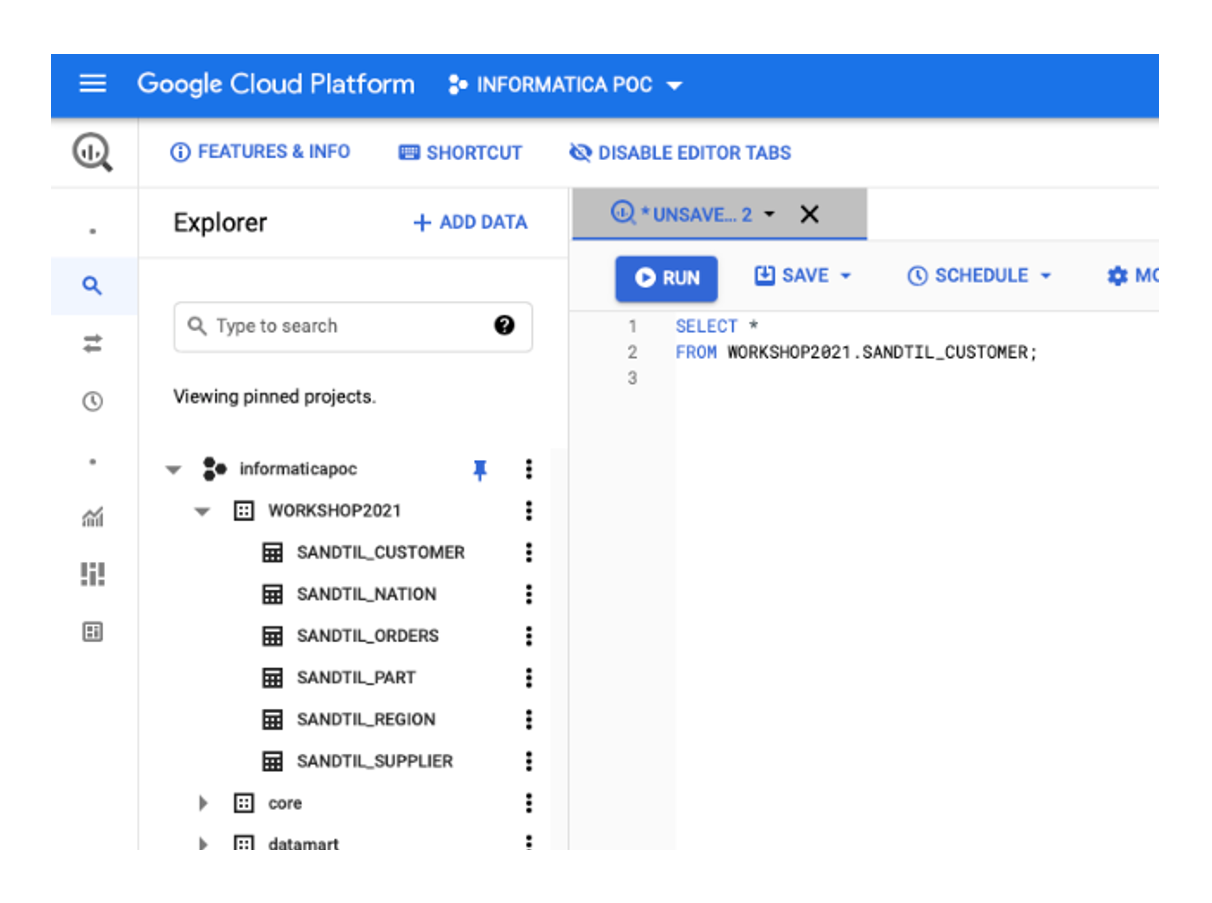 Google Cloud Platform INFORMATICA POC
FEATURES & INFO SHORTCUT DISABLE EDITOR TABS
Explorer + ADD DATA
* UNSAVE... 2
RUN SAVE SCHEDULE MO
Type to search
Viewing pinned projects.
informaticapoc
WORKSHOP2021
SANDTIL_CUSTOMER
SANDTIL_NATION
SANDTIL_ORDERS
SANDTIL_PART
SANDTIL_REGION
SANDTIL_SUPPLIER
core
datamart
1 SELECT *
2 FROM WORKSHOP2021.SANDTIL_CUSTOMER;
3